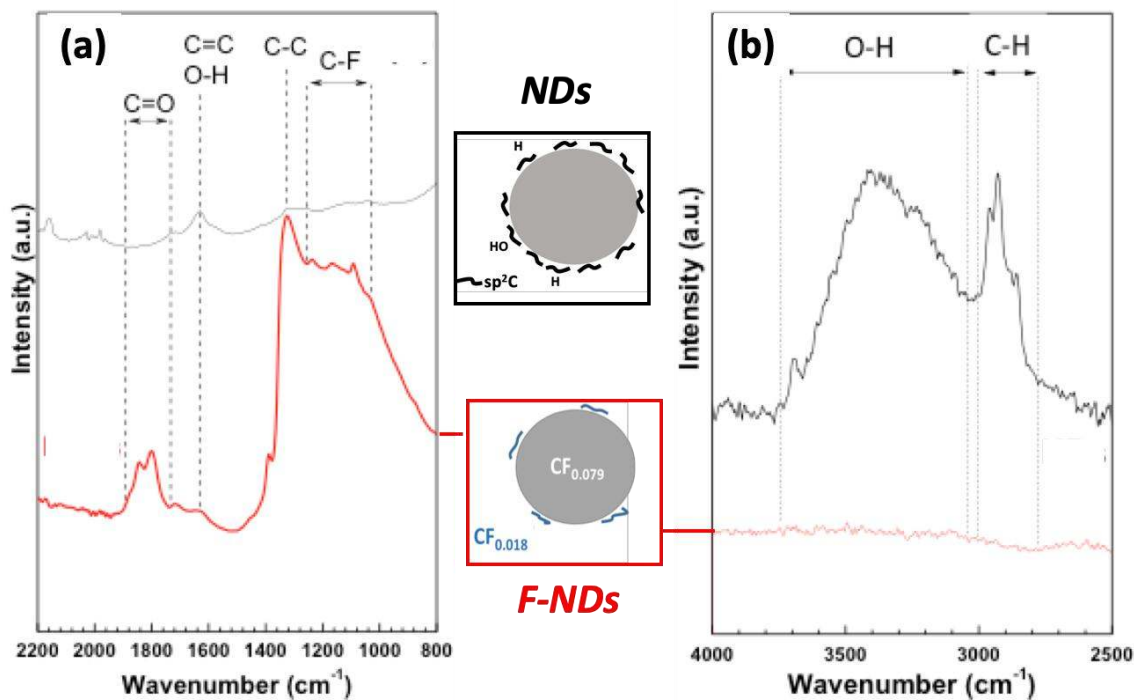 (a)
C=C
O-H
C-C
C-F
C=O
Intensity (a.u.)
2200 2000 1800 1600 1400 1200 1000 800
Wavenumber (cm⁻¹)
NDs
H
HO
H
sp²C
CF₀.₀₇₉
CF₀.₀₁₈
F-NDs
(b)
O-H
C-H
Intensity (a.u.)
4000 3500 3000 2500
Wavenumber (cm⁻¹)